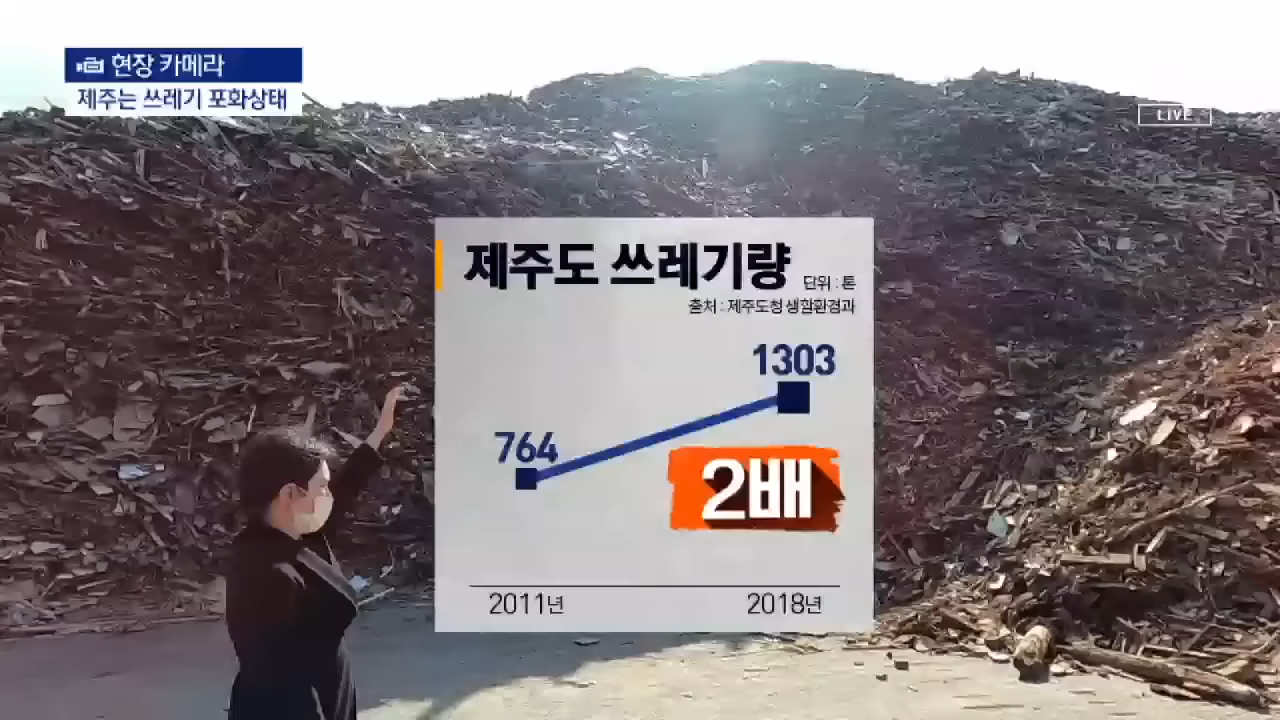 현장 카메라
제주는 쓰레기 포화상태
LIVE
제주도 쓰레기량
단위 : 톤
출처 : 제주도청 생활환경과
1303
764
2배
2011년
2018년